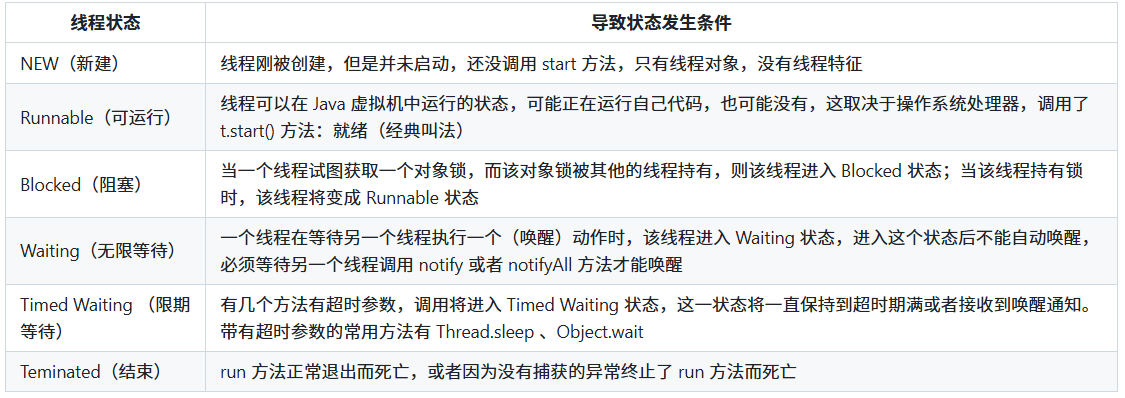 线程状态 导致状态发生条件
NEW（新建） 线程刚被创建，但是并未启动，还没调用 start 方法，只有线程对象，没有线程特征
Runnable（可运行） 线程可以在 Java 虚拟机中运行的状态，可能正在运行自己代码，也可能没有，这取决于操作系统处理器，调用了
t.start() 方法：就绪（经典叫法）
Blocked（阻塞） 当一个线程试图获取一个对象锁，而该对象锁被其他的线程持有，则该线程进入 Blocked 状态；当该线程持有锁
时，该线程将变成 Runnable 状态
Waiting（无限等待） 一个线程在等待另一个线程执行一个（唤醒）动作时，该线程进入 Waiting 状态，进入这个状态后不能自动唤醒，
必须等待另一个线程调用 notify 或者 notifyAll 方法才能唤醒
Timed Waiting （限期 有几个方法有超时参数，调用将进入 Timed Waiting 状态，这一状态将一直保持到超时期满或者接收到唤醒通知。
等待） 带有超时参数的常用方法有 Thread.sleep 、Object.wait
Teminated（结束） run 方法正常退出而死亡，或者因为没有捕获的异常终止了 run 方法而死亡